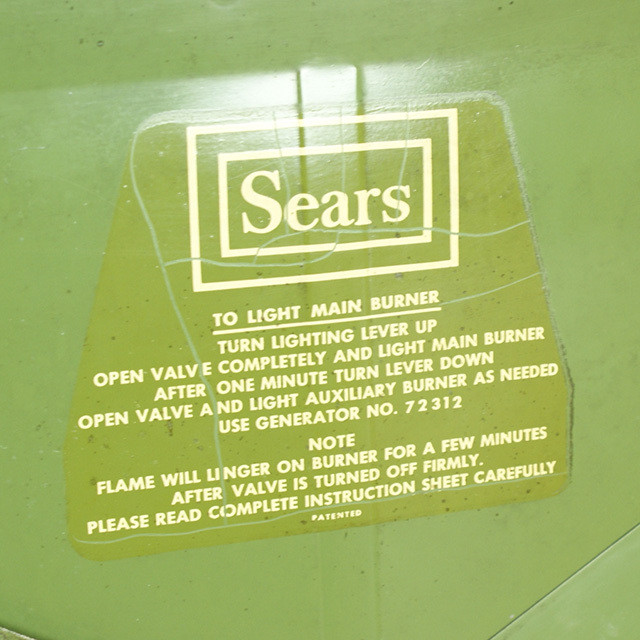 Sears
TO LIGHT MAIN BURNER
TURN LIGHTING LEVER UP
OPEN VALVE COMPLETELY AND LIGHT MAIN BURNER
AFTER ONE MINUTE TURN LEVER DOWN
OPEN VALVE AND LIGHT AUXILIARY BURNER AS NEEDED
USE GENERATOR NO. 72312
NOTE
FLAME WILL LINGER ON BURNER FOR A FEW MINUTES
AFTER VALVE IS TURNED OFF FIRMLY.
PLEASE READ COMPLETE INSTRUCTION SHEET CAREFULLY
PATENTED